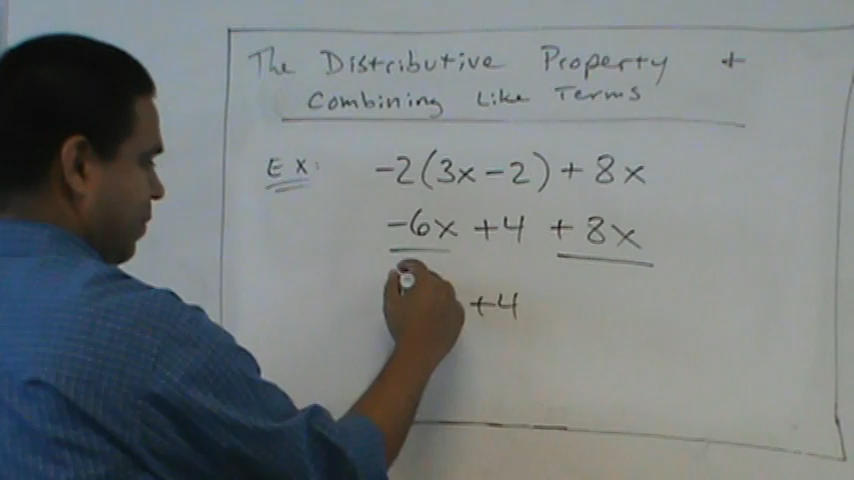 The Distributive Property +
Combining Like Terms
EX: -2(3x-2)+8x
-6x+4+8x
+4